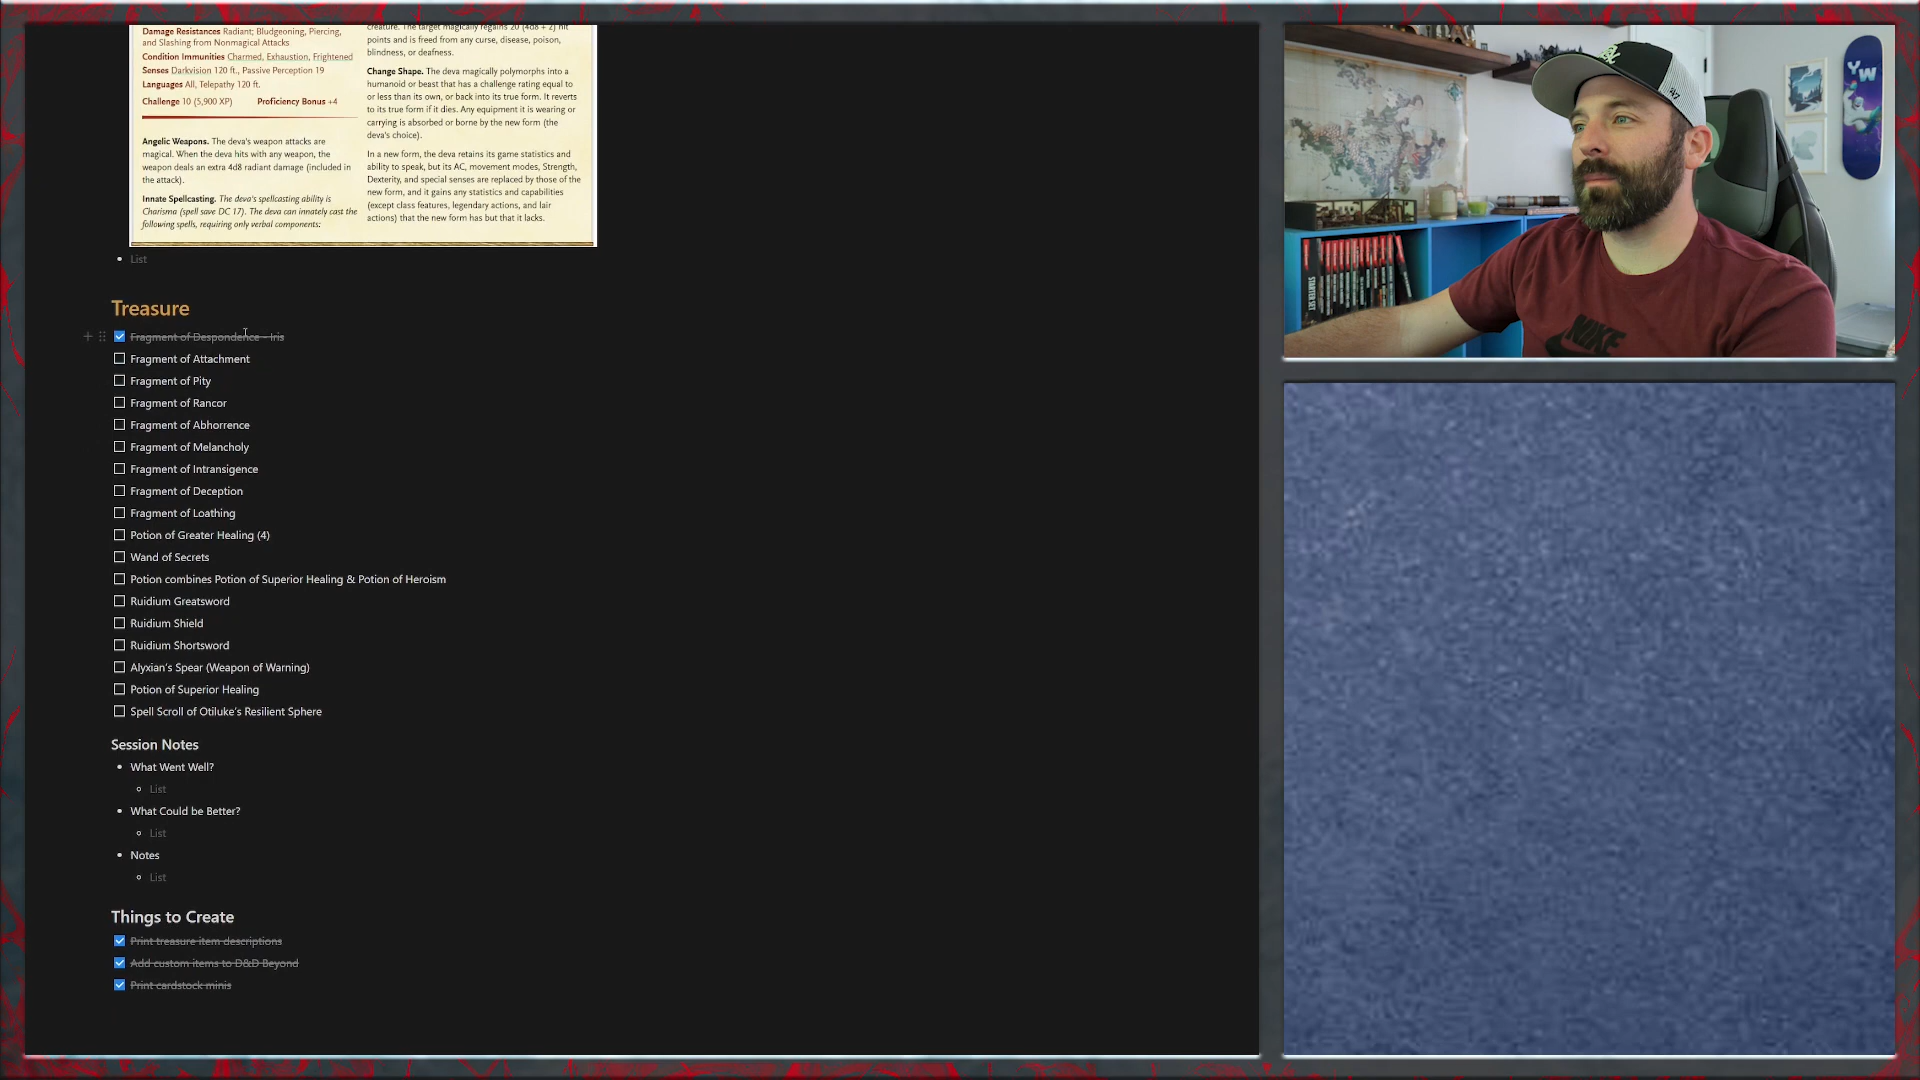 Damage Resistances Radiant; Bludgeoning, Piercing,
and Slashing from Nonmagical Attacks
Condition Immunities Charmed, Exhaustion, Frightened
Senses Darkvision 120 ft., Passive Perception 19
Languages All, Telepathy 120 ft.
Challenge 10 (5,900 XP) Proficiency Bonus +4
Angelic Weapons. The deva's weapon attacks are
magical. When the deva hits with any weapon, the
weapon deals an extra 4d8 radiant damage (included in
the attack).
Innate Spellcasting. The deva's spellcasting ability is
Charisma (spell save DC 17). The deva can innately cast the
following spells, requiring only verbal components:
creature. The target magically regains 20 (4d8 + 2) hit
points and is freed from any curse, disease, poison,
blindness, or deafness.
Change Shape. The deva magically polymorphs into a
humanoid or beast that has a challenge rating equal to
or less than its own, or back into its true form. It reverts
to its true form if it dies. Any equipment it is wearing or
carrying is absorbed or borne by the new form (the
deva's choice).
In a new form, the deva retains its game statistics and
ability to speak, but its AC, movement modes, Strength,
Dexterity, and special senses are replaced by those of the
new form, and it gains any statistics and capabilities
(except class features, legendary actions, and lair
actions) that the new form has but that it lacks.
List
Treasure
Fragment of Despondence - Iris
Fragment of Attachment
Fragment of Pity
Fragment of Rancor
Fragment of Abhorrence
Fragment of Melancholy
Fragment of Intransigence
Fragment of Deception
Fragment of Loathing
Potion of Greater Healing (4)
Wand of Secrets
Potion combines Potion of Superior Healing & Potion of Heroism
Ruidium Greatsword
Ruidium Shield
Ruidium Shortsword
Alyxian's Spear (Weapon of Warning)
Potion of Superior Healing
Spell Scroll of Otiluke's Resilient Sphere
Session Notes
What Went Well?
List
What Could be Better?
List
Notes
List
Things to Create
Print treasure item descriptions
Add custom items to D&D Beyond
Print cardstock minis
YW
'47
STARTER SET
NIKE